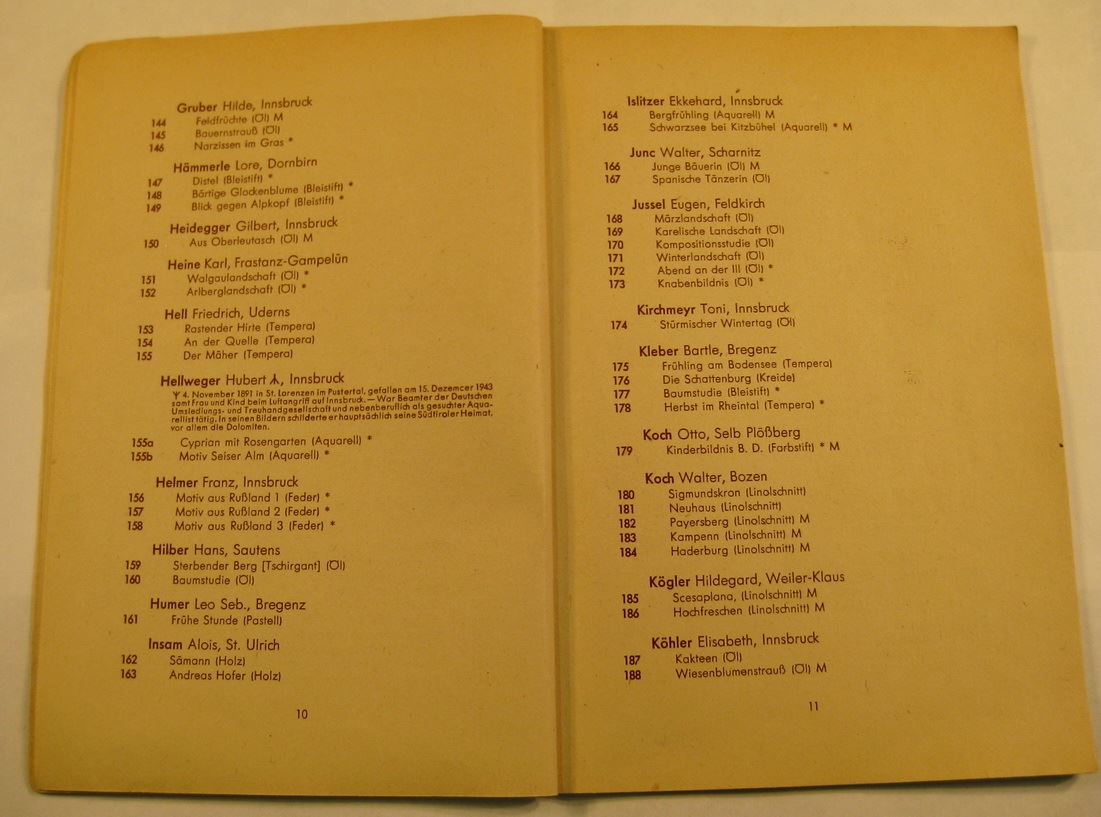 Gruber Hilde, Innsbruck
144 Feldfrüchte (Öl) M
145 Bauernstrauß (Öl)
146 Narzissen im Gras *
Hämmerle Lore, Dornbirn
147 Distel (Bleistift) *
148 Bärtige Glockenblume (Bleistift) *
149 Blick gegen Alpkopf (Bleistift) *
Heidegger Gilbert, Innsbruck
150 Aus Oberleutasch (Öl) M
Heine Karl, Frastanz-Gampelün
151 Walgaulandschaft (Öl) *
152 Arlberglandschaft (Öl) *
Hell Friedrich, Uderns
153 Rastender Hirte (Tempera)
154 An der Quelle (Tempera)
155 Der Mäher (Tempera)
Hellweger Hubert ᛦ, Innsbruck
ᛉ 4. November 1891 in St. Lorenzen im Pustertal, gefallen am 15. Dezember 1943
samt Frau und Kind beim Luftangriff auf Innsbruck. — War Beamter der Deutschen
Umsiedlungs- und Treuhandgesellschaft und nebenberuflich als gesuchter Aqua-
rellist tätig. In seinen Bildern schilderte er hauptsächlich seine Südtiroler Heimat,
vor allem die Dolomiten.
155a Cyprian mit Rosengarten (Aquarell) *
155b Motiv Seiser Alm (Aquarell) *
Helmer Franz, Innsbruck
156 Motiv aus Rußland 1 (Feder) *
157 Motiv aus Rußland 2 (Feder) *
158 Motiv aus Rußland 3 (Feder) *
Hilber Hans, Sautens
159 Sterbender Berg [Tschirgant] (Öl)
160 Baumstudie (Öl)
Humer Leo Seb., Bregenz
161 Frühe Stunde (Pastell)
Insam Alois, St. Ulrich
162 Sämann (Holz)
163 Andreas Hofer (Holz)
10
Islitzer Ekkehard, Innsbruck
164 Bergfrühling (Aquarell) M
165 Schwarzsee bei Kitzbühel (Aquarell) * M
Junc Walter, Scharnitz
166 Junge Bäuerin (Öl) M
167 Spanische Tänzerin (Öl)
Jussel Eugen, Feldkirch
168 Märzlandschaft (Öl)
169 Karelische Landschaft (Öl)
170 Kompositionsstudie (Öl)
171 Winterlandschaft (Öl)
172 Abend an der Ill (Öl) *
173 Knabenbildnis (Öl) *
Kirchmeyr Toni, Innsbruck
174 Stürmischer Wintertag (Öl)
Kleber Bartle, Bregenz
175 Frühling am Bodensee (Tempera)
176 Die Schattenburg (Kreide)
177 Baumstudie (Bleistift) *
178 Herbst im Rheintal (Tempera) *
Koch Otto, Selb Plößberg
179 Kinderbildnis B. D. (Farbstift) * M
Koch Walter, Bozen
180 Sigmundskron (Linolschnitt)
181 Neuhaus (Linolschnitt)
182 Payersberg (Linolschnitt) M
183 Kampenn (Linolschnitt) M
184 Haderburg (Linolschnitt) M
Kögler Hildegard, Weiler-Klaus
185 Scesaplana, (Linolschnitt) M
186 Hochfreschen (Linolschnitt) M
Köhler Elisabeth, Innsbruck
187 Kakteen (Öl)
188 Wiesenblumenstrauß (Öl) M
11